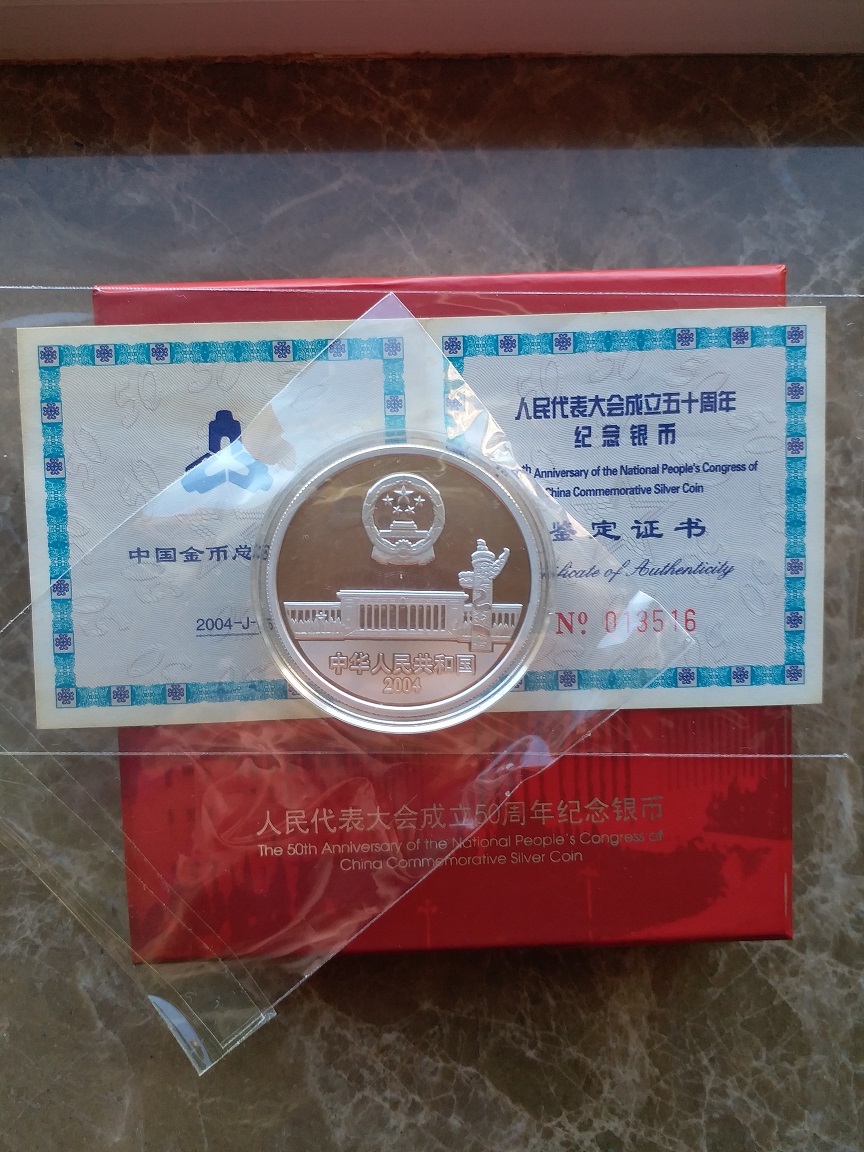 人民代表大会成立五十周年
纪念银币
th Anniversary of the National People's Congress of
China Commemorative Silver Coin
鉴定证书
of Authenticity
Nº 013516
中国金币总
2004-J-
中华人民共和国
2004
人民代表大会成立50周年纪念银币
The 50th Anniversary of the National People's Congress of
China Commemorative Silver Coin